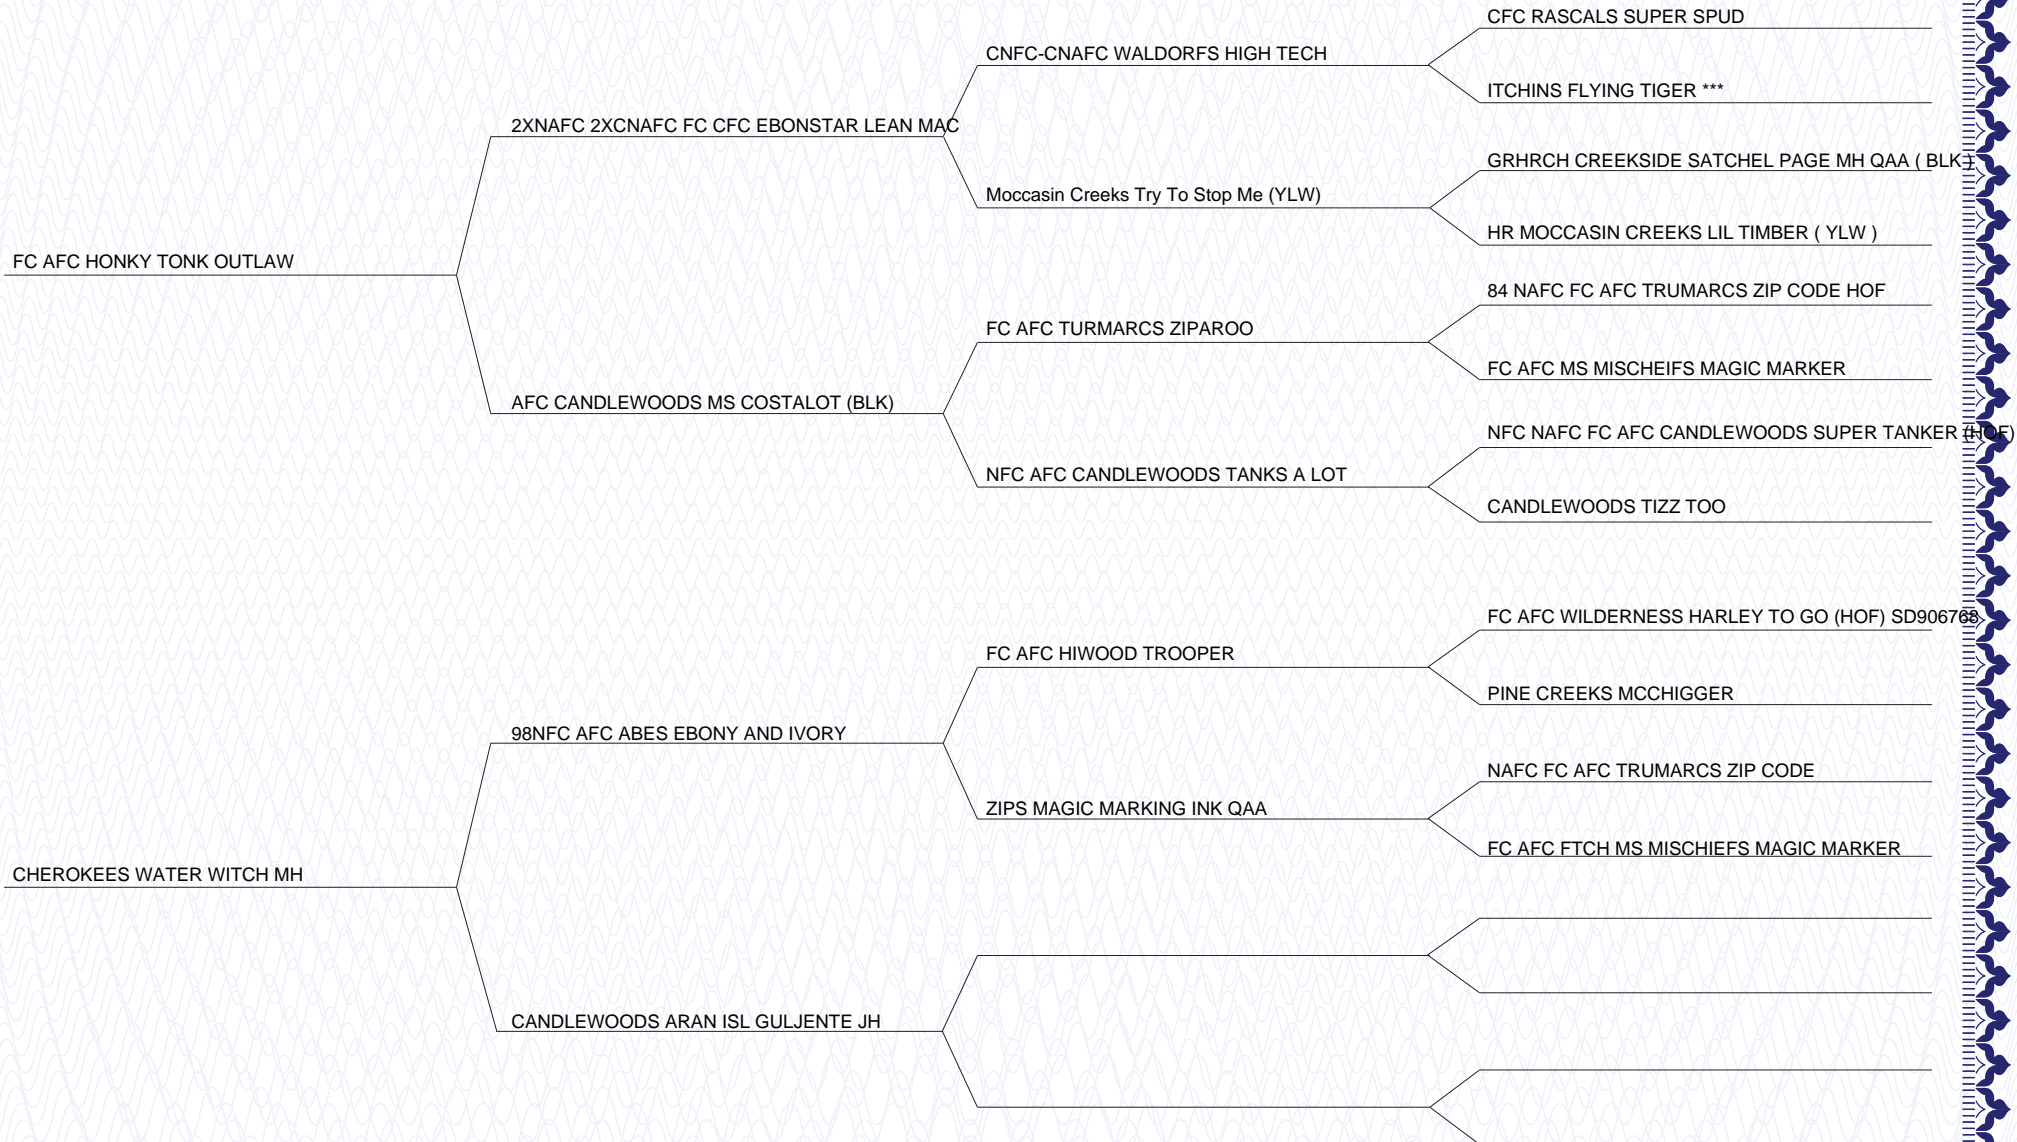 CFC RASCALS SUPER SPUD
CNFC-CNAFC WALDORFS HIGH TECH
ITCHINS FLYING TIGER ***
2XNAFC 2XCNAFC FC CFC EBONSTAR LEAN MAC
GRHRCH CREEKSIDE SATCHEL PAGE MH QAA ( BLK )
Moccasin Creeks Try To Stop Me (YLW)
HR MOCCASIN CREEKS LIL TIMBER ( YLW )
FC AFC HONKY TONK OUTLAW
84 NAFC FC AFC TRUMARCS ZIP CODE HOF
FC AFC TURMARCS ZIPAROO
FC AFC MS MISCHEIFS MAGIC MARKER
AFC CANDLEWOODS MS COSTALOT (BLK)
NFC NAFC FC AFC CANDLEWOODS SUPER TANKER (HOF)
NFC AFC CANDLEWOODS TANKS A LOT
CANDLEWOODS TIZZ TOO
FC AFC WILDERNESS HARLEY TO GO (HOF) SD906768
FC AFC HIWOOD TROOPER
PINE CREEKS MCCHIGGER
98NFC AFC ABES EBONY AND IVORY
NAFC FC AFC TRUMARCS ZIP CODE
ZIPS MAGIC MARKING INK QAA
FC AFC FTCH MS MISCHIEFS MAGIC MARKER
CHEROKEES WATER WITCH MH
CANDLEWOODS ARAN ISL GULJENTE JH